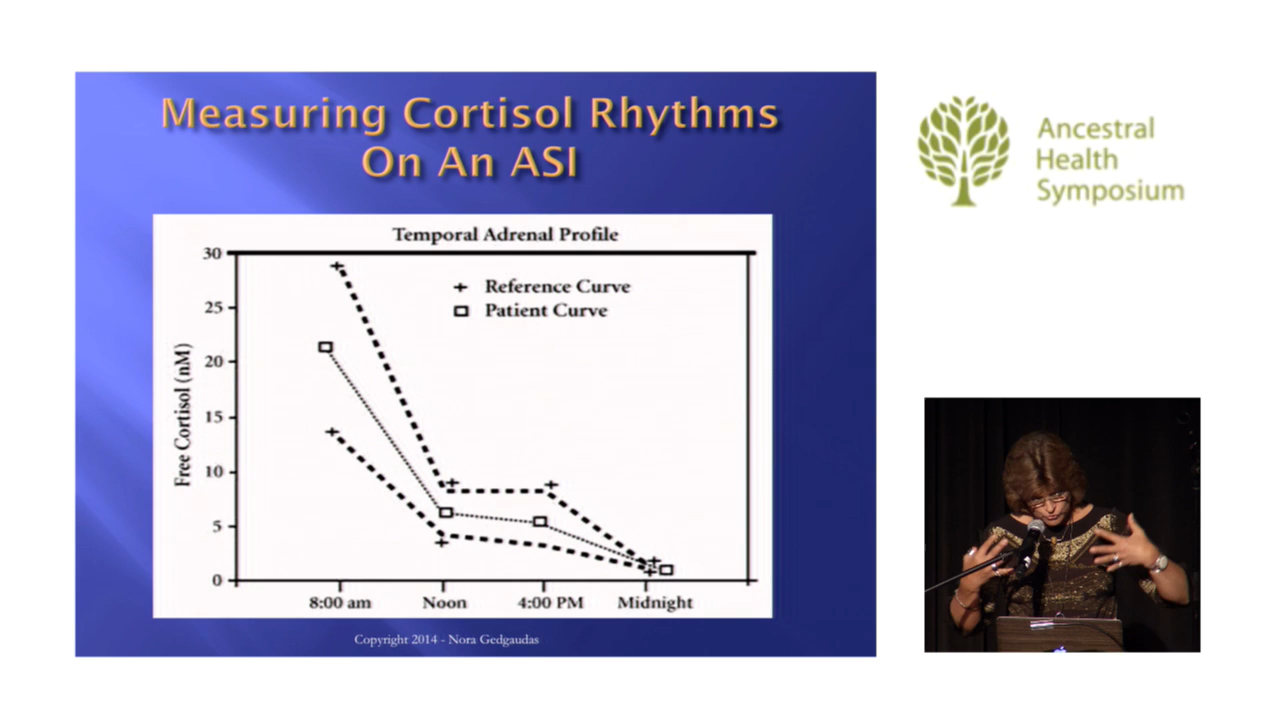 Measuring Cortisol Rhythms
On An ASI
Temporal Adrenal Profile
Reference Curve
Patient Curve
30
25
20
15
10
5
0
Free Cortisol (nM)
8:00 am
Noon
4:00 PM
Midnight
Copyright 2014 - Nora Gedgaudas
Ancestral
Health
Symposium